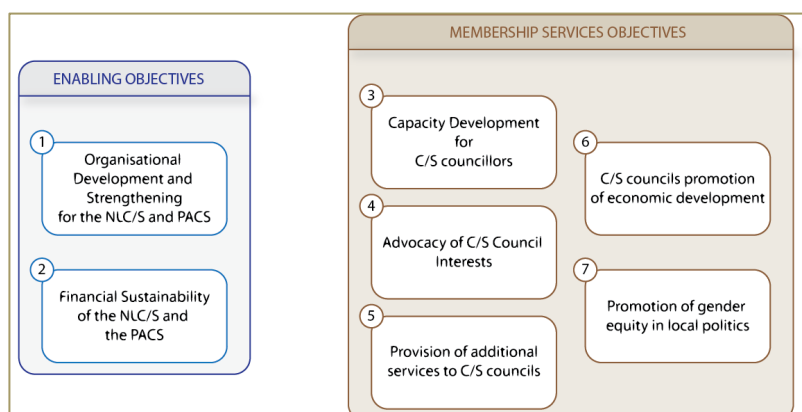 ENABLING OBJECTIVES
1
Organisational
Development and
Strengthening
for the NLC/S and PACS
2
Financial Sustainability
of the NLC/S and
the PACS
MEMBERSHIP SERVICES OBJECTIVES
3
Capacity Development
for
C/S councillors
4
Advocacy of C/S Council
Interests
5
Provision of additional
services to C/S councils
6
C/S councils promotion
of economic development
7
Promotion of gender
equity in local politics